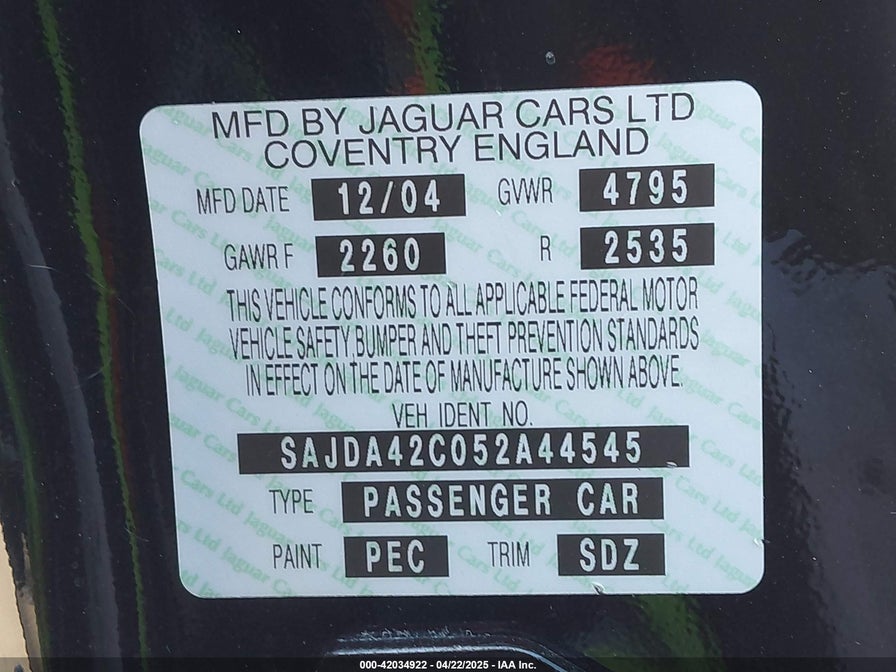 MFD BY JAGUAR CARS LTD
COVENTRY ENGLAND
MFD DATE 12/04 GVWR 4795
GAWR F 2260 R 2535
THIS VEHICLE CONFORMS TO ALL APPLICABLE FEDERAL MOTOR
VEHICLE SAFETY, BUMPER AND THEFT PREVENTION STANDARDS
IN EFFECT ON THE DATE OF MANUFACTURE SHOWN ABOVE.
VEH IDENT NO.
SAJDA42C052A44545
TYPE PASSENGER CAR
PAINT PEC TRIM SDZ
000-42034922 - 04/22/2025 - IAA Inc.